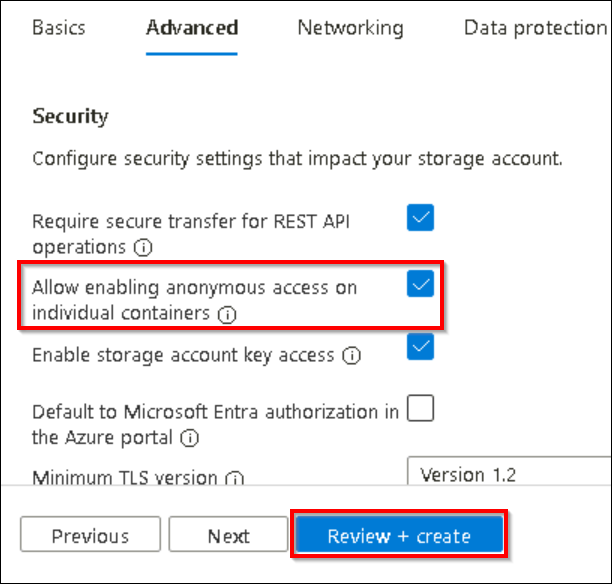 Basics Advanced Networking Data protection
Security
Configure security settings that impact your storage account.
Require secure transfer for REST API
operations
Allow enabling anonymous access on
individual containers
Enable storage account key access
Default to Microsoft Entra authorization in
the Azure portal
Minimum TLS version Version 1.2
Previous Next Review + create